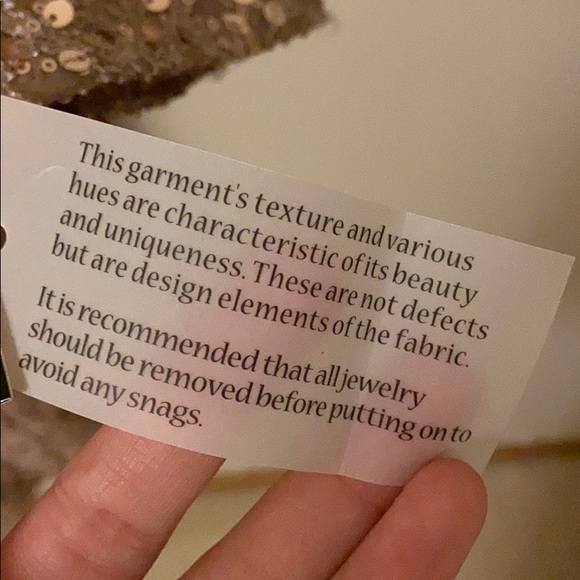 This garment's texture and various
hues are characteristic of its beauty
and uniqueness. These are not defects
but are design elements of the fabric.
It is recommended that all jewelry
should be removed before putting on to
avoid any snags.